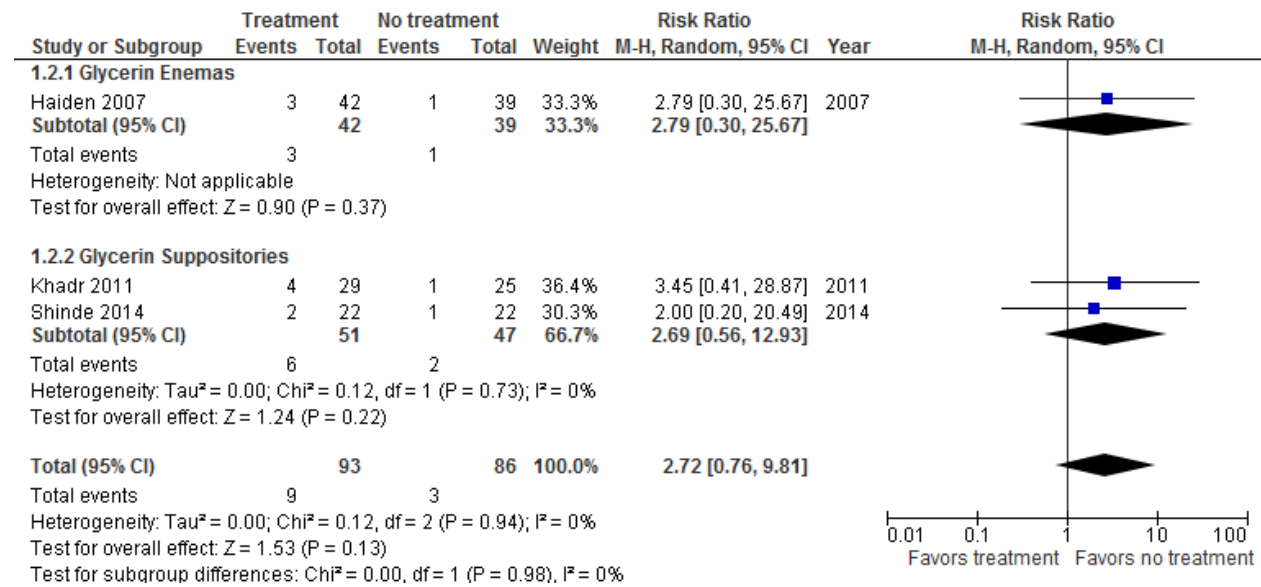 Treatment No treatment Risk Ratio Risk Ratio
Study or Subgroup Events Total Events Total Weight M-H, Random, 95% CI Year M-H, Random, 95% CI
1.2.1 Glycerin Enemas
Haiden 2007 3 42 1 39 33.3% 2.79 [0.30, 25.67] 2007
Subtotal (95% CI) 42 39 33.3% 2.79 [0.30, 25.67]
Total events 3 1
Heterogeneity: Not applicable
Test for overall effect: Z = 0.90 (P = 0.37)
1.2.2 Glycerin Suppositories
Khadr 2011 4 29 1 25 36.4% 3.45 [0.41, 28.87] 2011
Shinde 2014 2 22 1 22 30.3% 2.00 [0.20, 20.49] 2014
Subtotal (95% CI) 51 47 66.7% 2.69 [0.56, 12.93]
Total events 6 2
Heterogeneity: Tau² = 0.00; Chi² = 0.12, df = 1 (P = 0.73); I² = 0%
Test for overall effect: Z = 1.24 (P = 0.22)
Total (95% CI) 93 86 100.0% 2.72 [0.76, 9.81]
Total events 9 3
Heterogeneity: Tau² = 0.00; Chi² = 0.12, df = 2 (P = 0.94); I² = 0%
Test for overall effect: Z = 1.53 (P = 0.13)
Test for subgroup differences: Chi² = 0.00, df = 1 (P = 0.98), I² = 0%
0.01 0.1 1 10 100
Favors treatment Favors no treatment